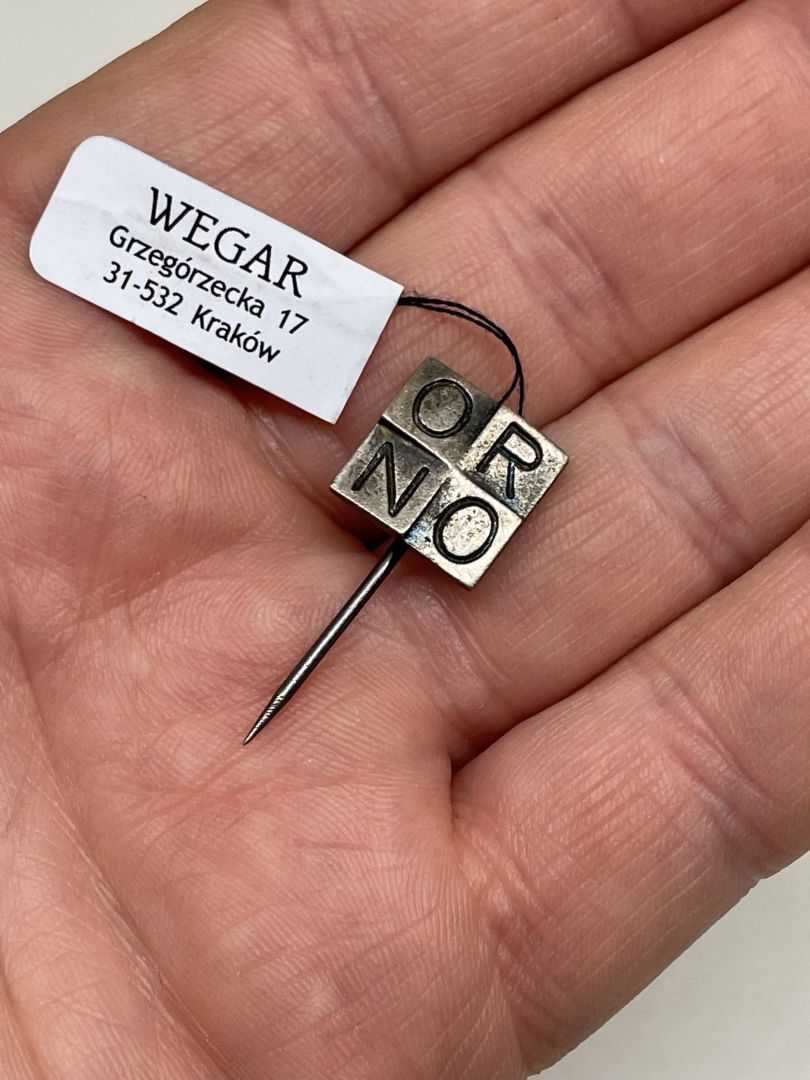 WEGAR
Grzegórzecka 17
31-532 Kraków
OR
NO